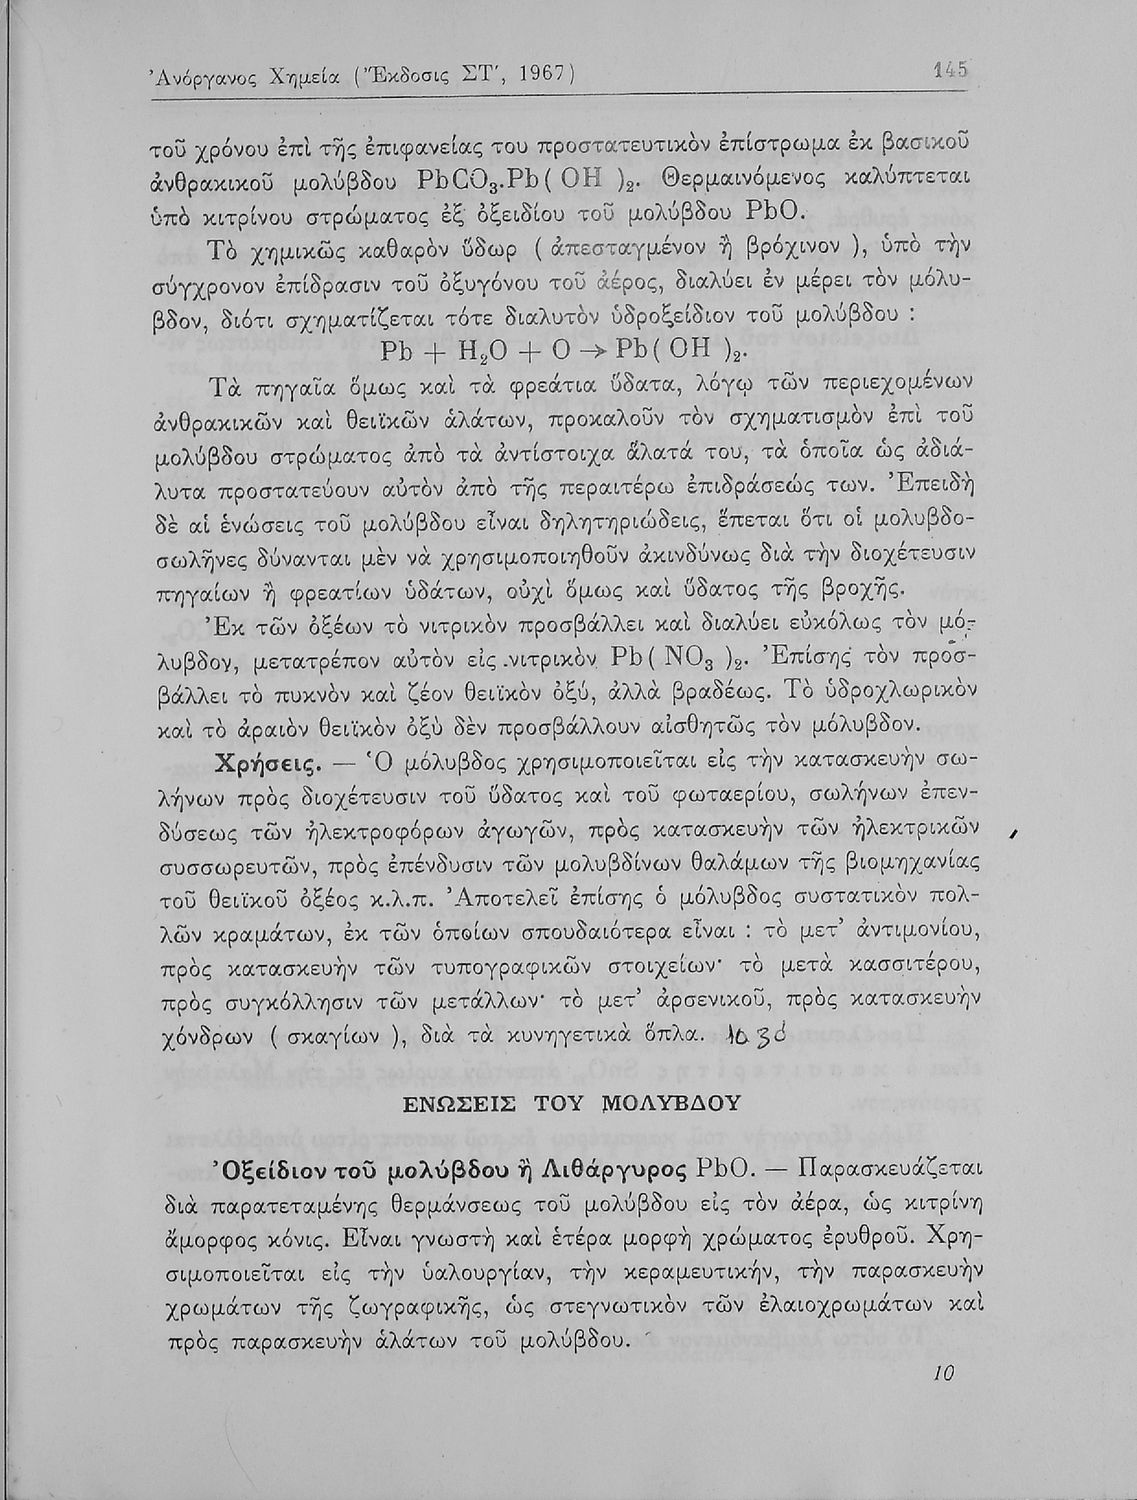 Ἀνόργανος Χημεία (Ἔκδοσις ΣΤ′, 1967) 145
τοῦ χρόνου ἐπὶ τῆς ἐπιφανείας του προστατευτικὸν ἐπίστρωμα ἐκ βασικοῦ
ἀνθρακικοῦ μολύβδου PbCO₃.Pb( OH )₂. Θερμαινόμενος καλύπτεται
ὑπὸ κιτρίνου στρώματος ἐξ ὀξειδίου τοῦ μολύβδου PbO.
Τὸ χημικῶς καθαρὸν ὕδωρ ( ἀπεσταγμένον ἢ βρόχινον ), ὑπὸ τὴν
σύγχρονον ἐπίδρασιν τοῦ ὀξυγόνου τοῦ ἀέρος, διαλύει ἐν μέρει τὸν μόλυ-
βδον, διότι σχηματίζεται τότε διαλυτὸν ὑδροξείδιον τοῦ μολύβδου :
Pb + H₂O + O → Pb( OH )₂.
Τὰ πηγαῖα ὅμως καὶ τὰ φρεάτια ὕδατα, λόγῳ τῶν περιεχομένων
ἀνθρακικῶν καὶ θειϊκῶν ἁλάτων, προκαλοῦν τὸν σχηματισμὸν ἐπὶ τοῦ
μολύβδου στρώματος ἀπὸ τὰ ἀντίστοιχα ἅλατά του, τὰ ὁποῖα ὡς ἀδιά-
λυτα προστατεύουν αὐτὸν ἀπὸ τῆς περαιτέρω ἐπιδράσεώς των. Ἐπειδὴ
δὲ αἱ ἑνώσεις τοῦ μολύβδου εἶναι δηλητηριώδεις, ἕπεται ὅτι οἱ μολυβδο-
σωλῆνες δύνανται μὲν νὰ χρησιμοποιηθοῦν ἀκινδύνως διὰ τὴν διοχέτευσιν
πηγαίων ἢ φρεατίων ὑδάτων, οὐχὶ ὅμως καὶ ὕδατος τῆς βροχῆς.
Ἐκ τῶν ὀξέων τὸ νιτρικὸν προσβάλλει καὶ διαλύει εὐκόλως τὸν μό-
λυβδον, μετατρέπον αὐτὸν εἰς νιτρικὸν Pb( NO₃ )₂. Ἐπίσης τὸν προσ-
βάλλει τὸ πυκνὸν καὶ ζέον θειϊκὸν ὀξύ, ἀλλὰ βραδέως. Τὸ ὑδροχλωρικὸν
καὶ τὸ ἀραιὸν θειϊκὸν ὀξὺ δὲν προσβάλλουν αἰσθητῶς τὸν μόλυβδον.
Χρήσεις. — Ὁ μόλυβδος χρησιμοποιεῖται εἰς τὴν κατασκευὴν σω-
λήνων πρὸς διοχέτευσιν τοῦ ὕδατος καὶ τοῦ φωταερίου, σωλήνων ἐπεν-
δύσεως τῶν ἠλεκτροφόρων ἀγωγῶν, πρὸς κατασκευὴν τῶν ἠλεκτρικῶν
συσσωρευτῶν, πρὸς ἐπένδυσιν τῶν μολυβδίνων θαλάμων τῆς βιομηχανίας
τοῦ θειϊκοῦ ὀξέος κ.λ.π. Ἀποτελεῖ ἐπίσης ὁ μόλυβδος συστατικὸν πολ-
λῶν κραμάτων, ἐκ τῶν ὁποίων σπουδαιότερα εἶναι : τὸ μετ’ ἀντιμονίου,
πρὸς κατασκευὴν τῶν τυπογραφικῶν στοιχείων· τὸ μετὰ κασσιτέρου,
πρὸς συγκόλλησιν τῶν μετάλλων· τὸ μετ’ ἀρσενικοῦ, πρὸς κατασκευὴν
χόνδρων ( σκαγίων ), διὰ τὰ κυνηγετικὰ ὅπλα.
ΕΝΩΣΕΙΣ ΤΟΥ ΜΟΛΥΒΔΟΥ
Ὀξείδιον τοῦ μολύβδου ἢ Λιθάργυρος PbO. — Παρασκευάζεται
διὰ παρατεταμένης θερμάνσεως τοῦ μολύβδου εἰς τὸν ἀέρα, ὡς κιτρίνη
ἄμορφος κόνις. Εἶναι γνωστὴ καὶ ἑτέρα μορφὴ χρώματος ἐρυθροῦ. Χρη-
σιμοποιεῖται εἰς τὴν ὑαλουργίαν, τὴν κεραμευτικήν, τὴν παρασκευὴν
χρωμάτων τῆς ζωγραφικῆς, ὡς στεγνωτικὸν τῶν ἐλαιοχρωμάτων καὶ
πρὸς παρασκευὴν ἁλάτων τοῦ μολύβδου.
10